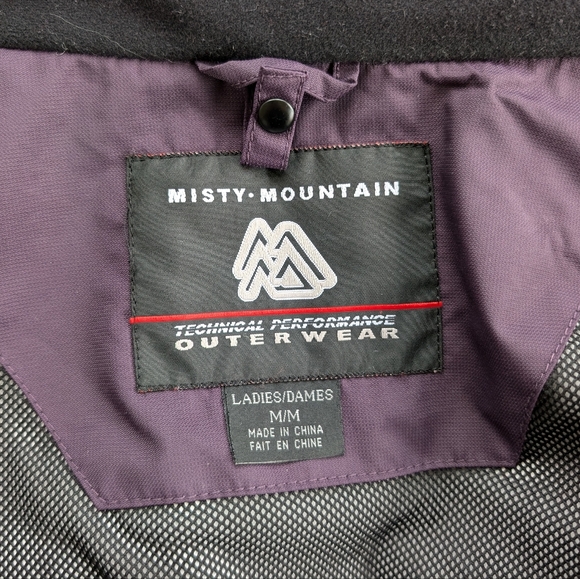 MISTY·MOUNTAIN
TECHNICAL PERFORMANCE
OUTERWEAR
LADIES/DAMES
M/M
MADE IN CHINA
FAIT EN CHINE